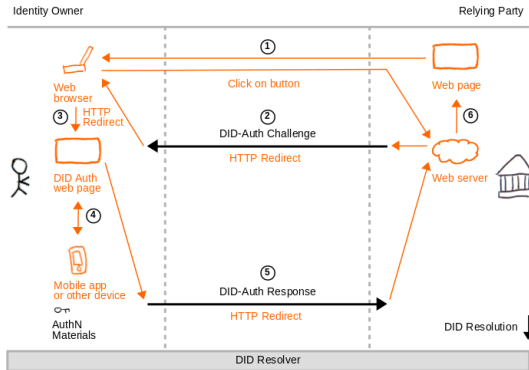 Identity Owner
Relying Party
1
Web
browser
Click on button
Web page
3
HTTP
Redirect
2
DID-Auth Challenge
HTTP Redirect
6
DID Auth
web page
Web server
4
Mobile app
or other device
5
DID-Auth Response
HTTP Redirect
AuthN
Materials
DID Resolution
DID Resolver